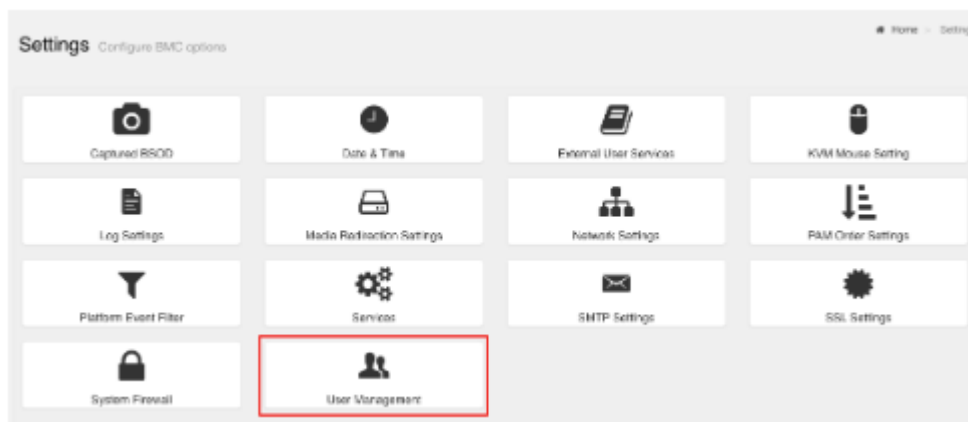 Settings Configure BMC options
Home > Setting
Captured BSOD
Date & Time
External User Services
KVM Mouse Setting
Log Settings
Media Redirection Settings
Network Settings
PAM Order Settings
Platform Event Filter
Services
SMTP Settings
SSL Settings
System Firewall
User Management